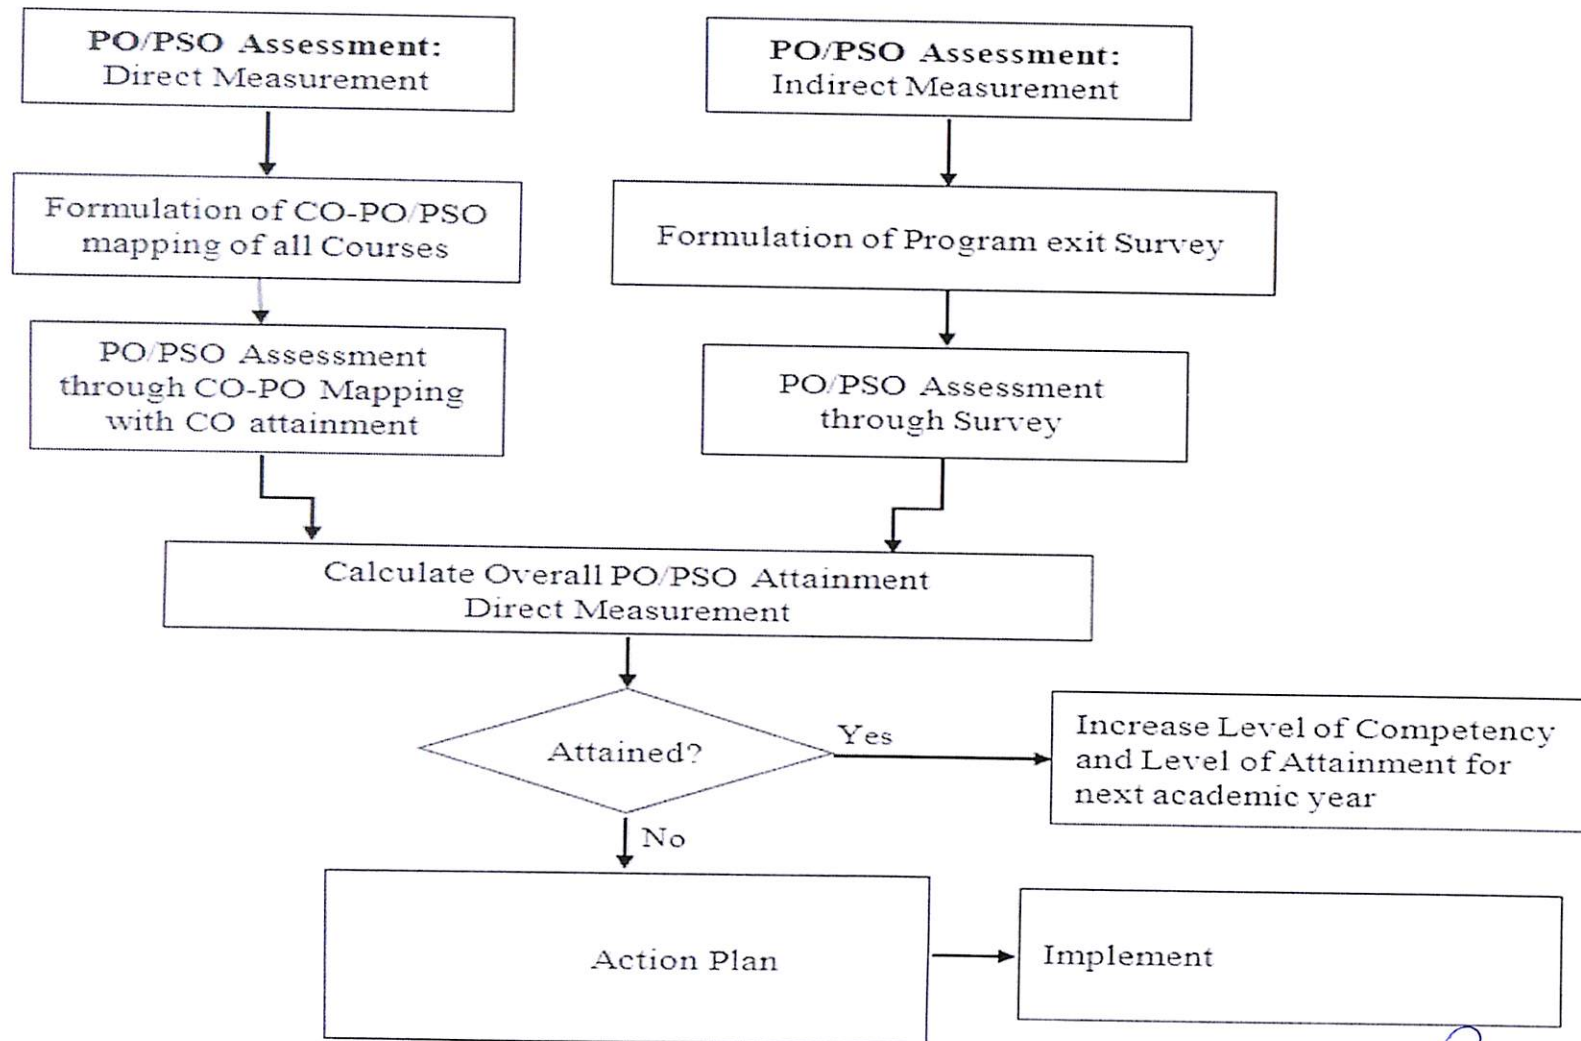 PO/PSO Assessment:
Direct Measurement
PO/PSO Assessment:
Indirect Measurement
Formulation of CO-PO/PSO
mapping of all Courses
Formulation of Program exit Survey
PO/PSO Assessment
through CO-PO Mapping
with CO attainment
PO/PSO Assessment
through Survey
Calculate Overall PO/PSO Attainment
Direct Measurement
Attained?
Yes
Increase Level of Competency
and Level of Attainment for
next academic year
No
Action Plan
Implement